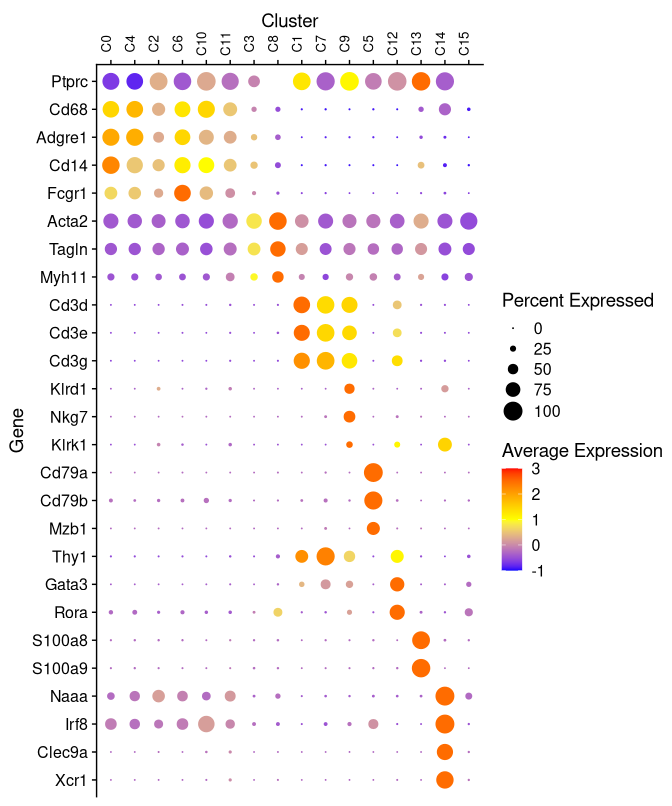 Cluster
C0 C4 C2 C6 C10 C11 C3 C8 C1 C7 C9 C5 C12 C13 C14 C15
Gene
Ptprc
Cd68
Adgre1
Cd14
Fcgr1
Acta2
Tagln
Myh11
Cd3d
Cd3e
Cd3g
Klrd1
Nkg7
Klrk1
Cd79a
Cd79b
Mzb1
Thy1
Gata3
Rora
S100a8
S100a9
Naaa
Irf8
Clec9a
Xcr1
Percent Expressed
0
25
50
75
100
Average Expression
3
2
1
0
-1